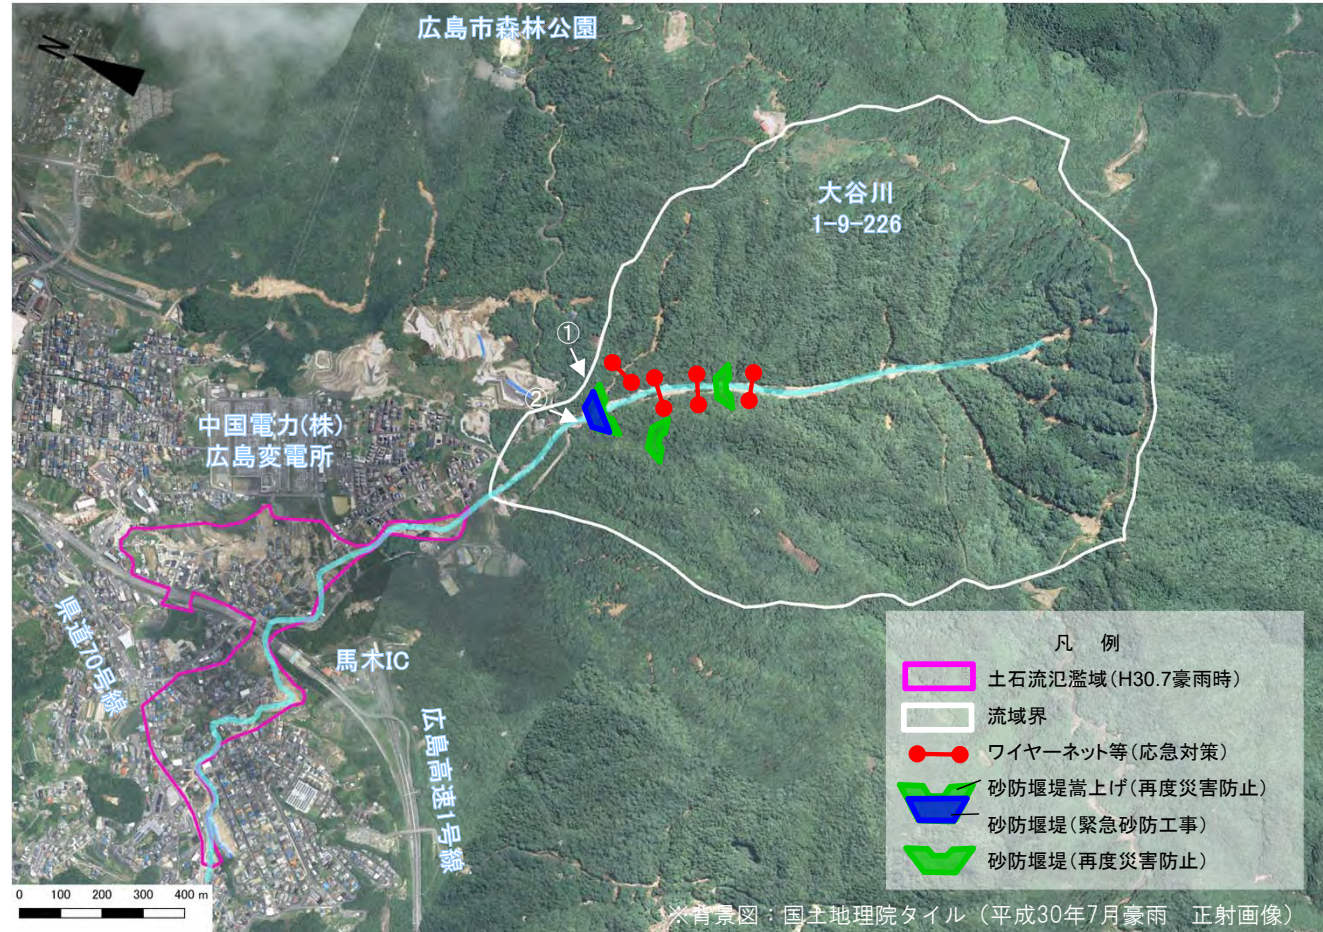 N
広島市森林公園
大谷川
1-9-226
①
②
中国電力(株)
広島変電所
県道70号線
馬木IC
広島高速1号線
凡 例
土石流氾濫域(H30.7豪雨時)
流域界
ワイヤーネット等(応急対策)
砂防堰堤嵩上げ(再度災害防止)
砂防堰堤(緊急砂防工事)
砂防堰堤(再度災害防止)
0 100 200 300 400 m
※背景図：国土地理院タイル（平成30年7月豪雨 正射画像）